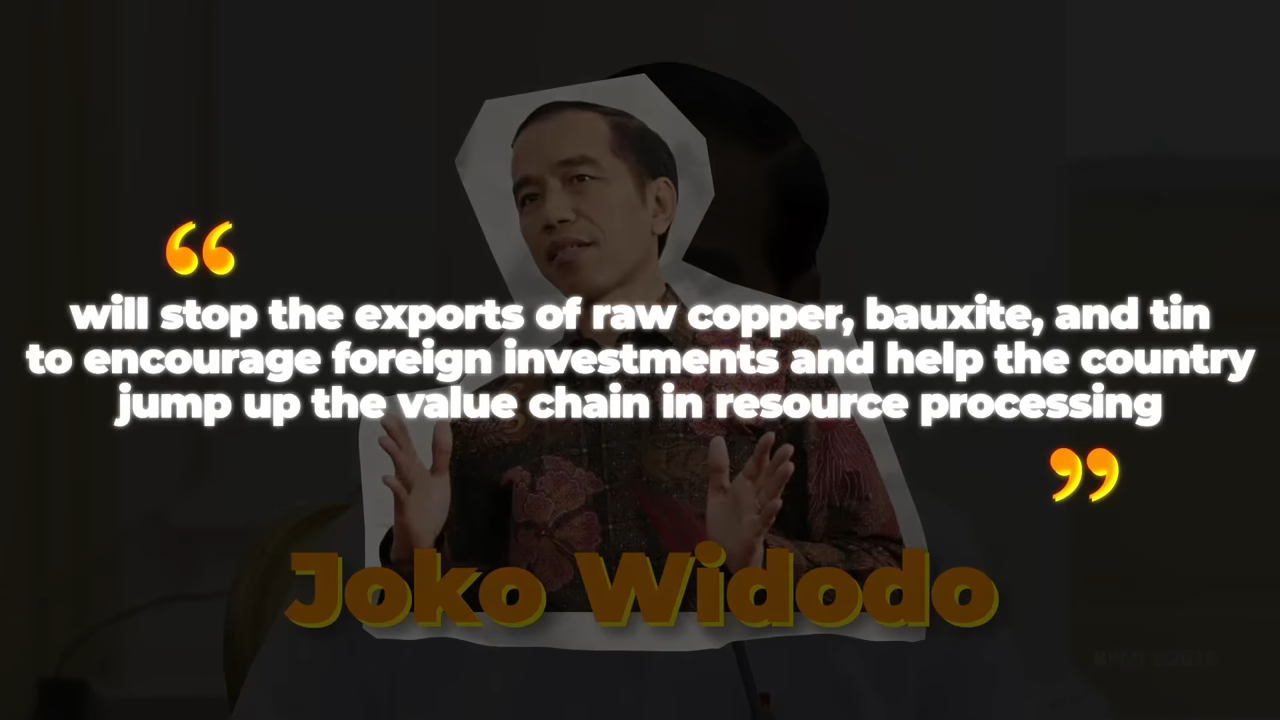 “
will stop the exports of raw copper, bauxite, and tin
to encourage foreign investments and help the country
jump up the value chain in resource processing
”
Joko Widodo